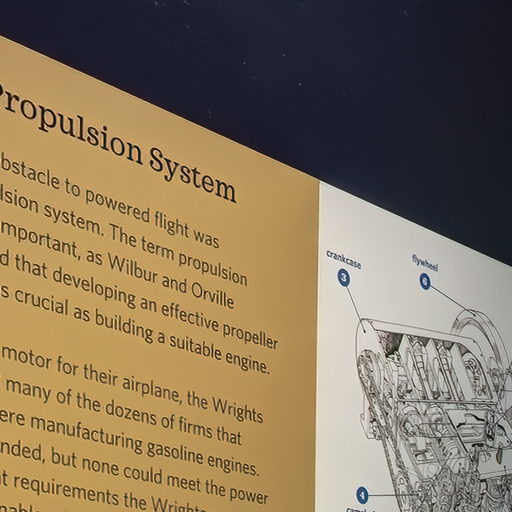 Propulsion System
bstacle to powered flight was
lsion system. The term propulsion
mportant, as Wilbur and Orville
d that developing an effective propeller
s crucial as building a suitable engine.
motor for their airplane, the Wrights
many of the dozens of firms that
ere manufacturing gasoline engines.
nded, but none could meet the power
t requirements the Wrights
crankcase
3
flywheel
6
4